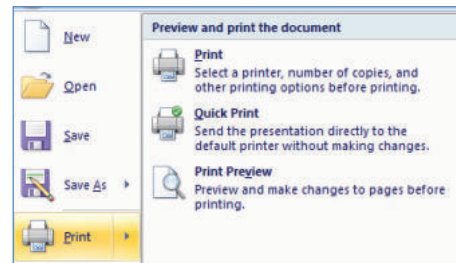 New
Open
Save
Save As
Print
Preview and print the document
Print
Select a printer, number of copies, and
other printing options before printing.
Quick Print
Send the presentation directly to the
default printer without making changes.
Print Preview
Preview and make changes to pages before
printing.